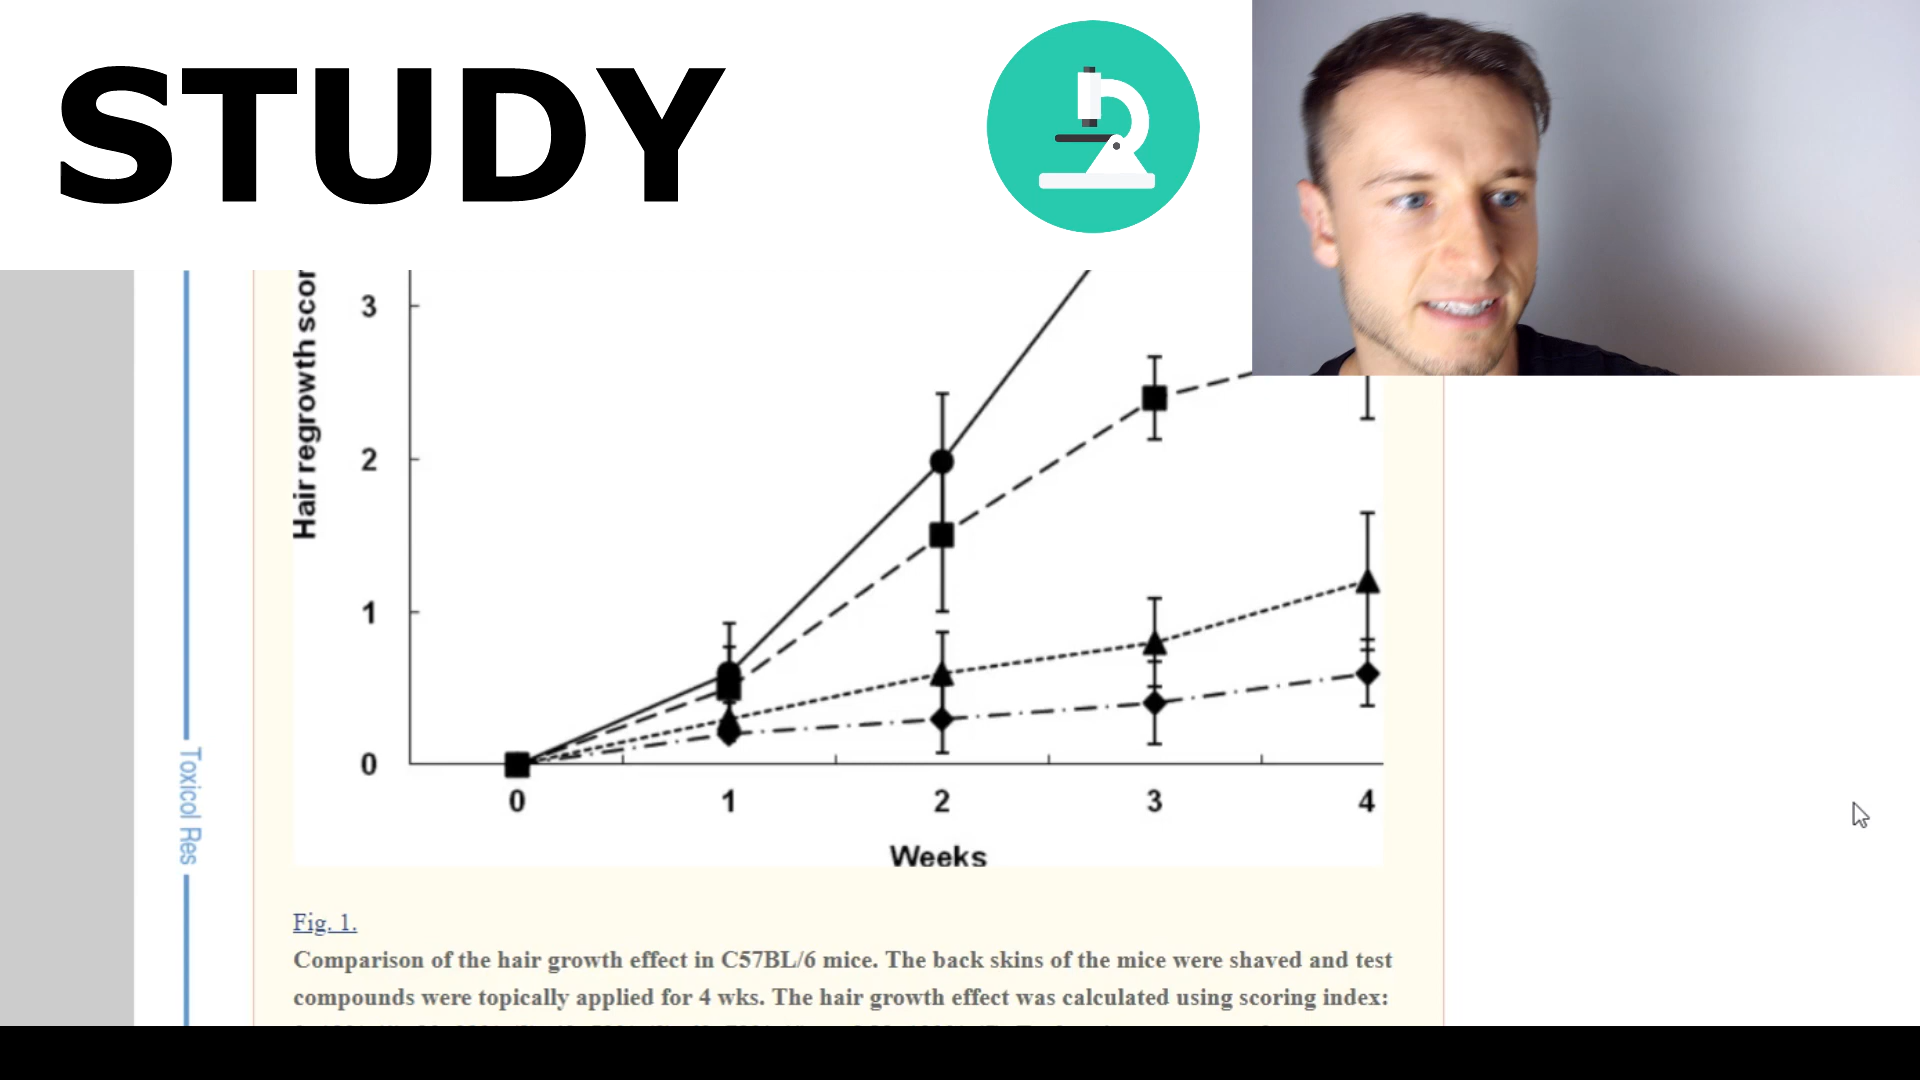 STUDY
Hair regrowth scor
3
2
1
0
0 1 2 3 4
Weeks
Toxicol Res
Fig. 1.
Comparison of the hair growth effect in C57BL/6 mice. The back skins of the mice were shaved and test
compounds were topically applied for 4 wks. The hair growth effect was calculated using scoring index: